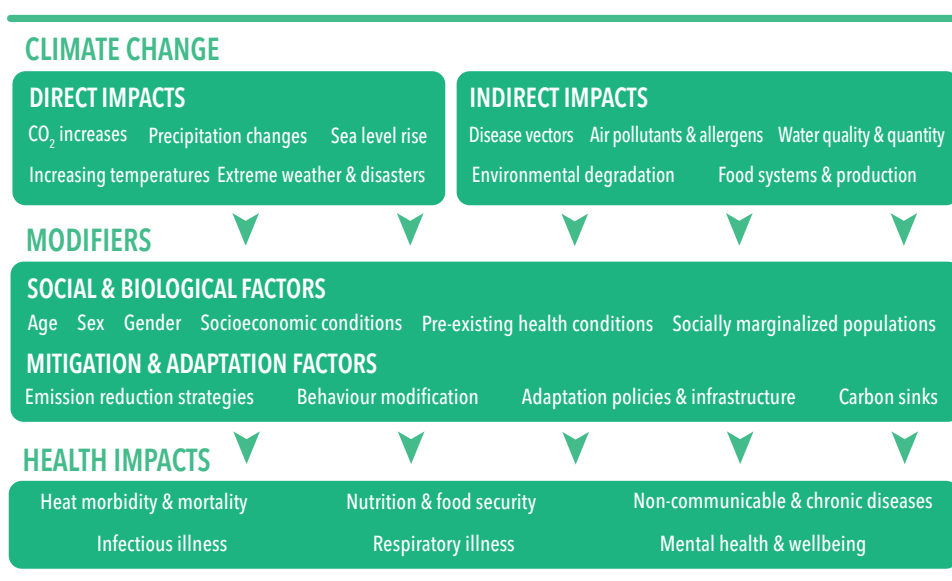 CLIMATE CHANGE
DIRECT IMPACTS
CO₂ increases Precipitation changes Sea level rise
Increasing temperatures Extreme weather & disasters
INDIRECT IMPACTS
Disease vectors Air pollutants & allergens Water quality & quantity
Environmental degradation Food systems & production
MODIFIERS
SOCIAL & BIOLOGICAL FACTORS
Age Sex Gender Socioeconomic conditions Pre-existing health conditions Socially marginalized populations
MITIGATION & ADAPTATION FACTORS
Emission reduction strategies Behaviour modification Adaptation policies & infrastructure Carbon sinks
HEALTH IMPACTS
Heat morbidity & mortality Nutrition & food security Non-communicable & chronic diseases
Infectious illness Respiratory illness Mental health & wellbeing